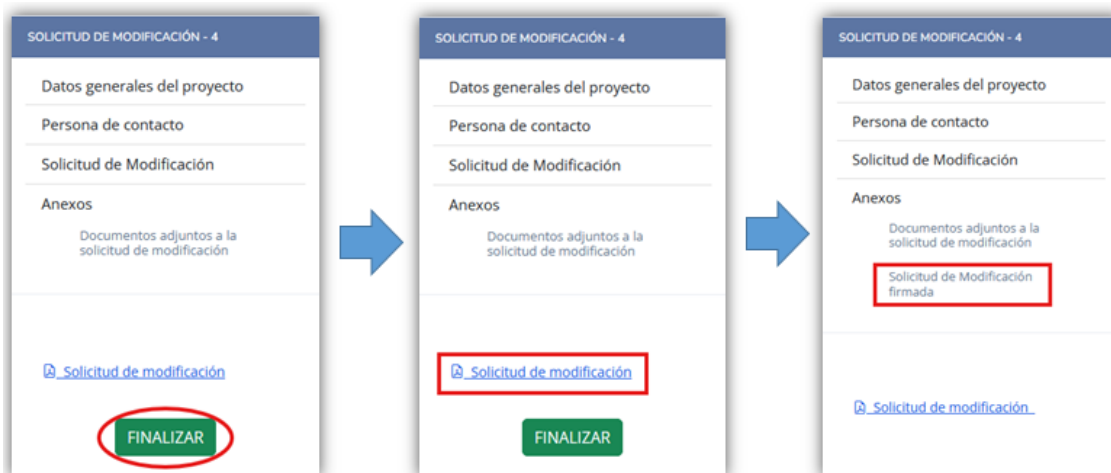 SOLICITUD DE MODIFICACIÓN - 4
Datos generales del proyecto
Persona de contacto
Solicitud de Modificación
Anexos
Documentos adjuntos a la
solicitud de modificación
Solicitud de modificación
FINALIZAR
SOLICITUD DE MODIFICACIÓN - 4
Datos generales del proyecto
Persona de contacto
Solicitud de Modificación
Anexos
Documentos adjuntos a la
solicitud de modificación
Solicitud de modificación
FINALIZAR
SOLICITUD DE MODIFICACIÓN - 4
Datos generales del proyecto
Persona de contacto
Solicitud de Modificación
Anexos
Documentos adjuntos a la
solicitud de modificación
Solicitud de Modificación
firmada
Solicitud de modificación